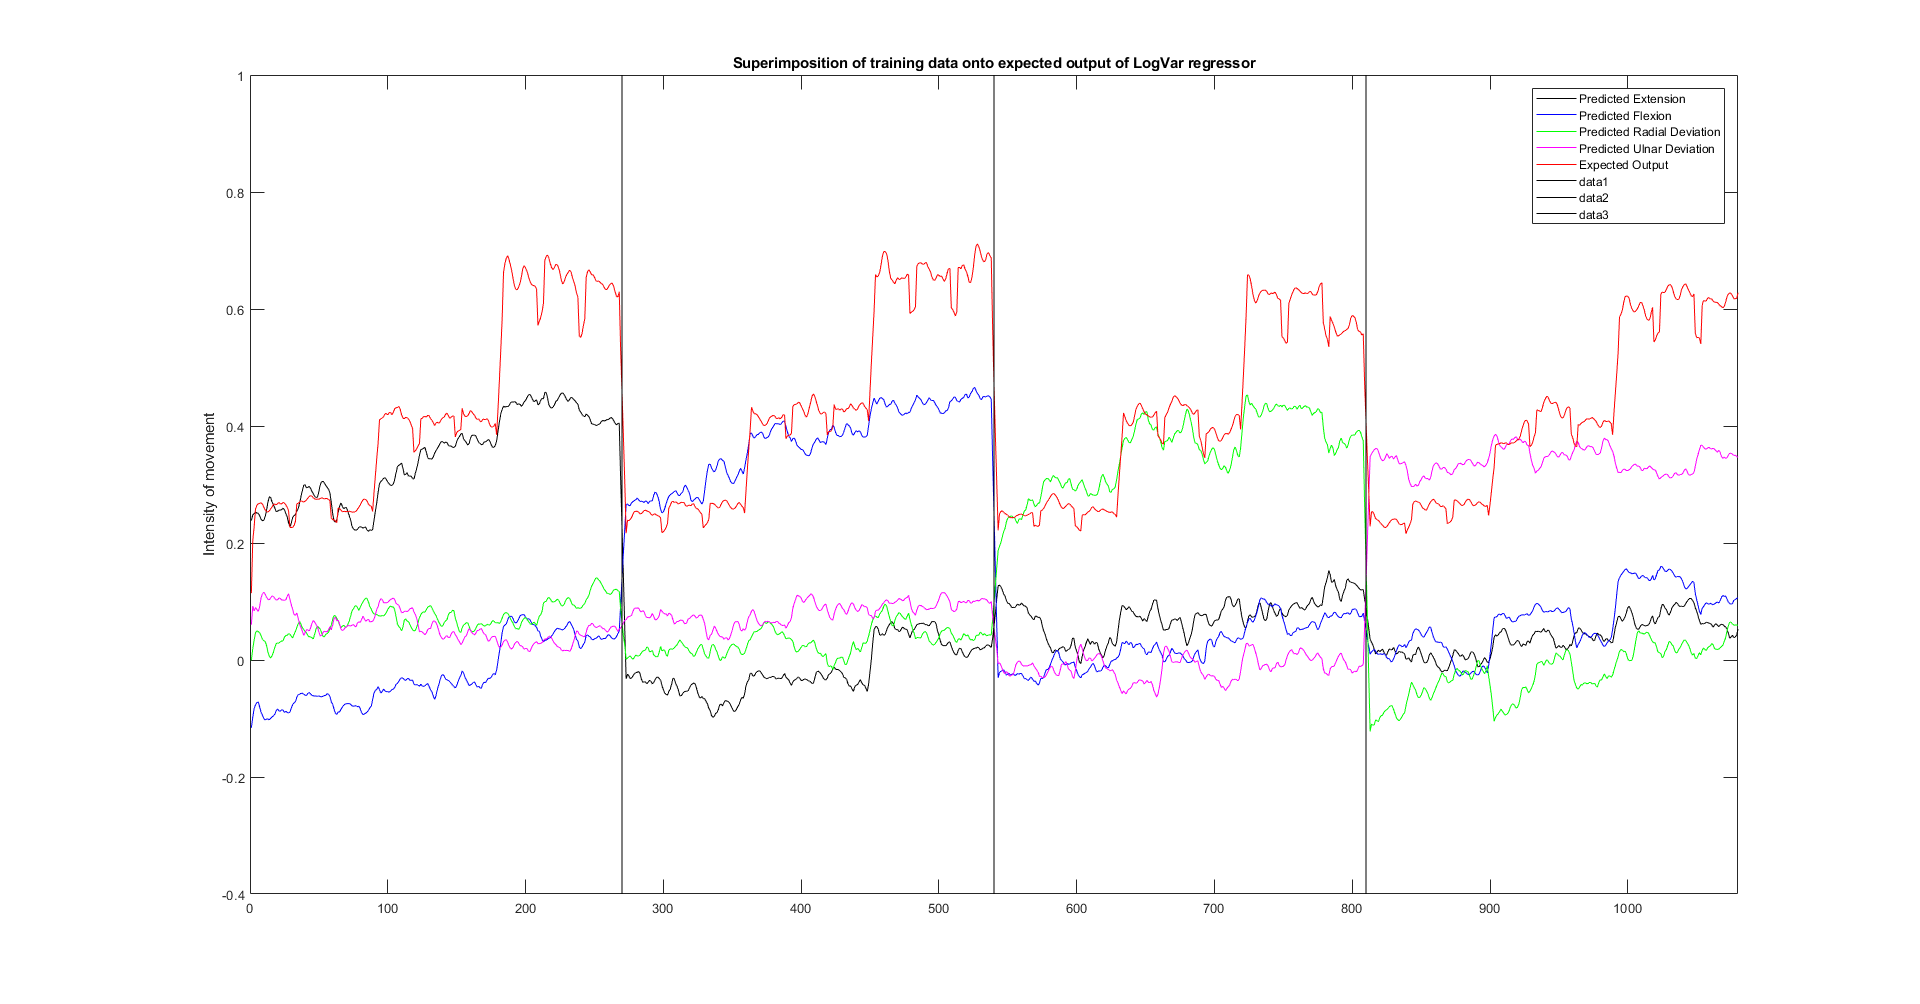 Superimposition of training data onto expected output of LogVar regressor
1
0.8
0.6
0.4
0.2
0
-0.2
-0.4
Intensity of movement
Predicted Extension
Predicted Flexion
Predicted Radial Deviation
Predicted Ulnar Deviation
Expected Output
data1
data2
data3
0 100 200 300 400 500 600 700 800 900 1000